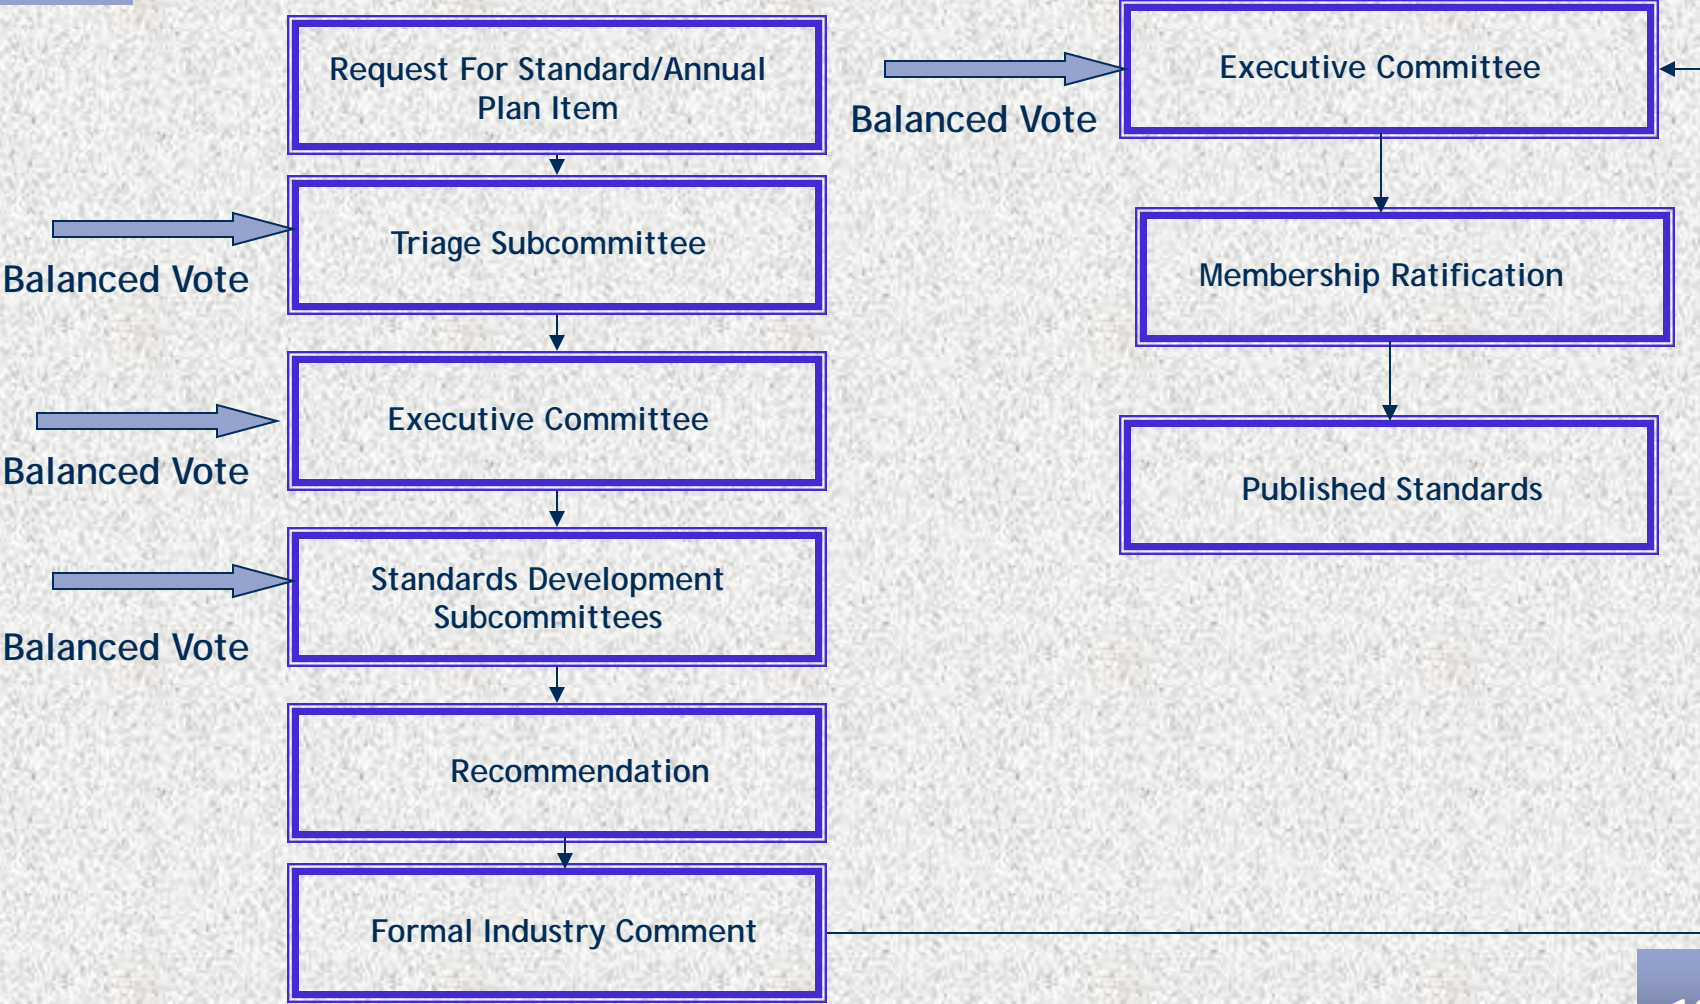 Request For Standard/Annual
Plan Item
Balanced Vote
Triage Subcommittee
Balanced Vote
Executive Committee
Balanced Vote
Standards Development
Subcommittees
Recommendation
Formal Industry Comment
Balanced Vote
Executive Committee
Membership Ratification
Published Standards